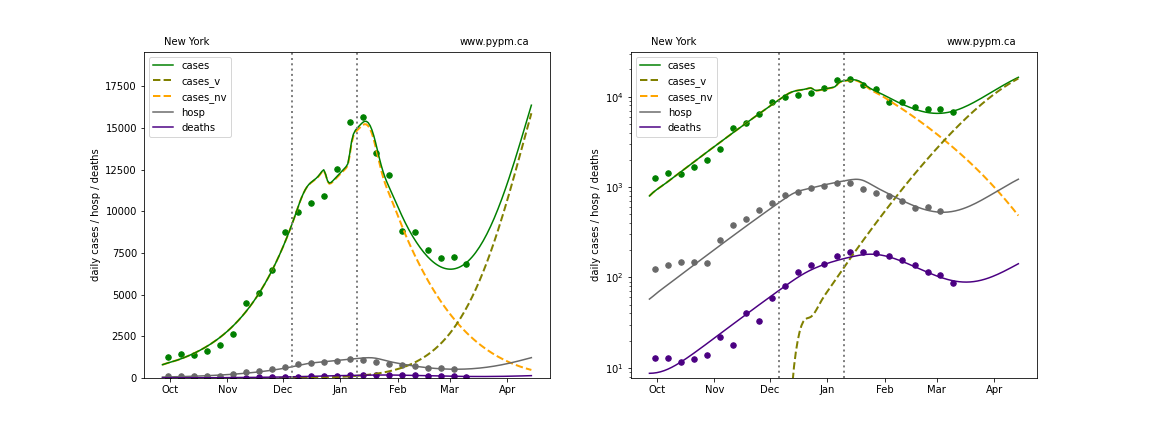 New York www.pypm.ca
cases
cases_v
cases_nv
hosp
deaths
17500
15000
12500
10000
7500
5000
2500
0
daily cases / hosp / deaths
Oct Nov Dec Jan Feb Mar Apr
New York www.pypm.ca
cases
cases_v
cases_nv
hosp
deaths
10⁴
10³
10²
10¹
daily cases / hosp / deaths
Oct Nov Dec Jan Feb Mar Apr